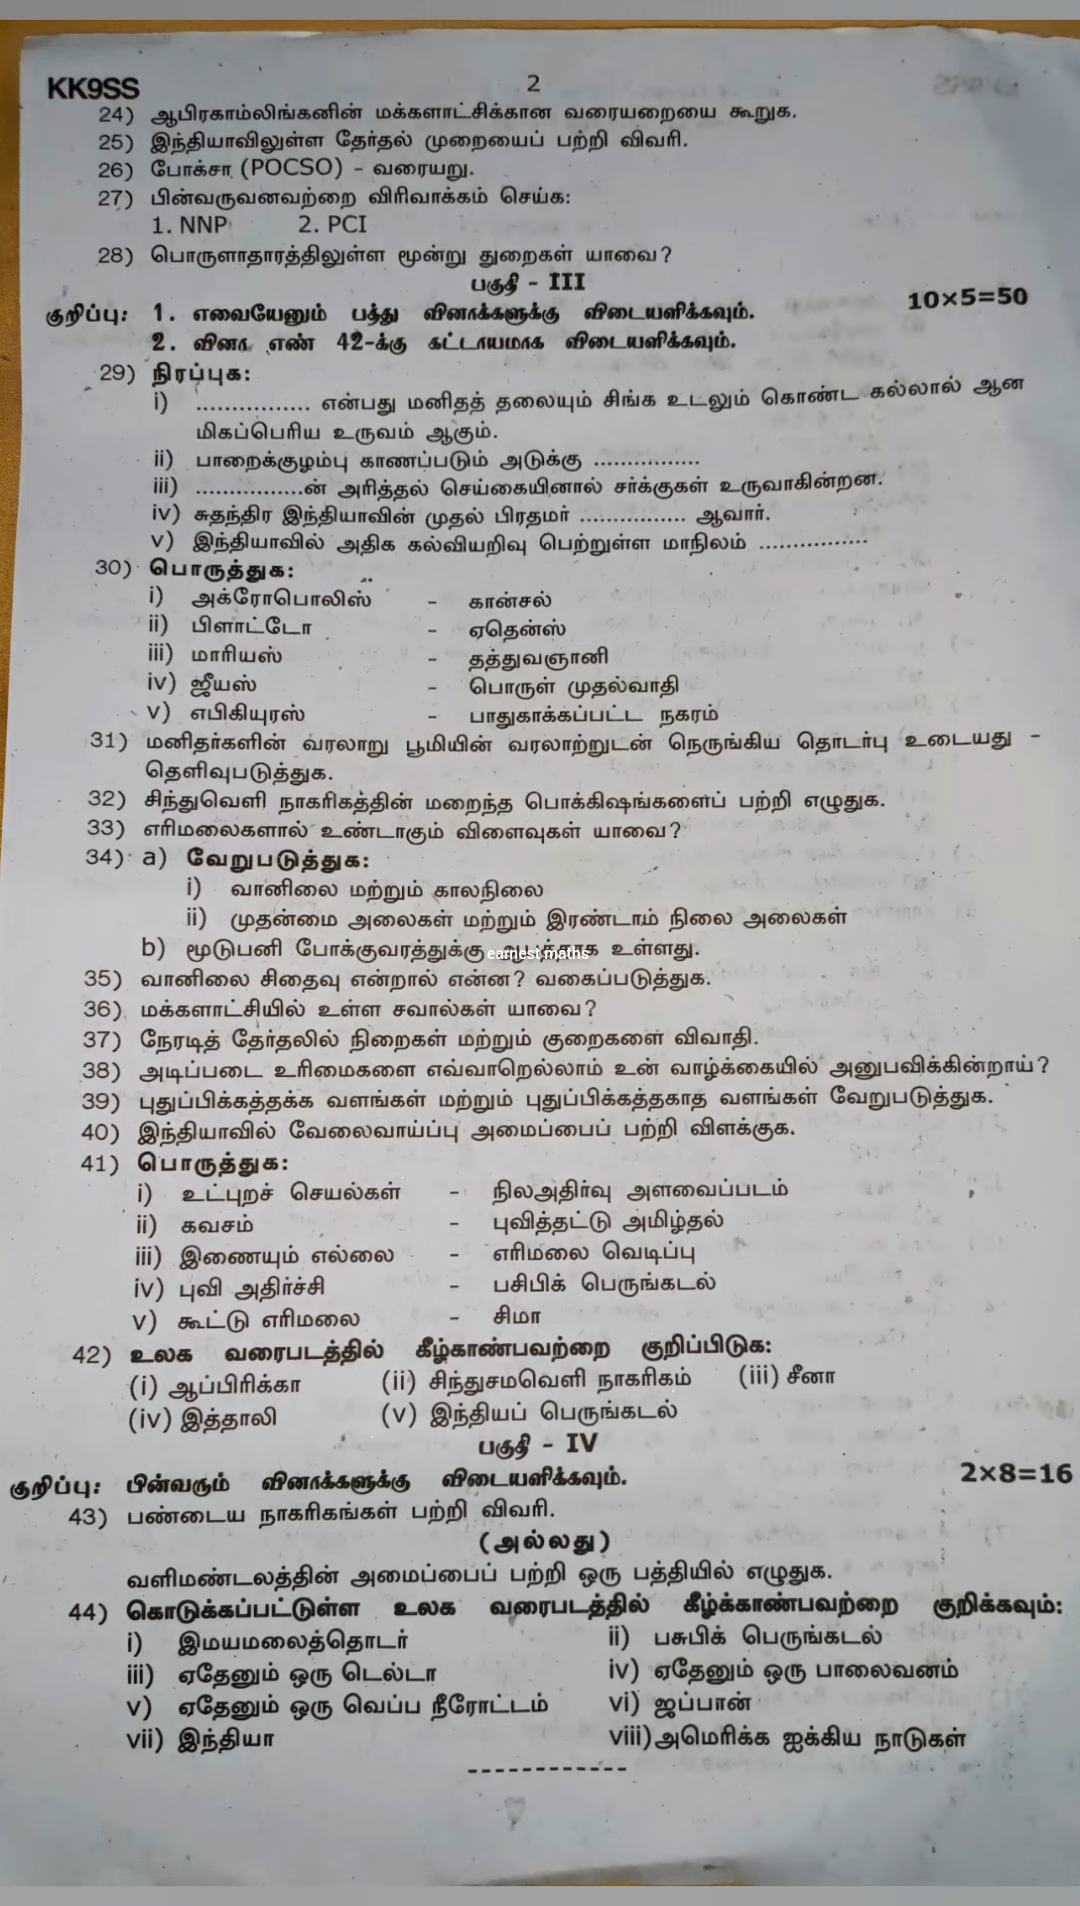 KK9SS
2
24) ஆபிரகாம்லிங்கனின் மக்களாட்சிக்கான வரையறையை கூறுக.
25) இந்தியாவிலுள்ள தேர்தல் முறையைப் பற்றி விவரி.
26) போக்சா (POCSO) - வரையறு.
27) பின்வருவனவற்றை விரிவாக்கம் செய்க:
1. NNP 2. PCI
28) பொருளாதாரத்திலுள்ள மூன்று துறைகள் யாவை?
பகுதி - III
குறிப்பு: 1. எவையேனும் பத்து வினாக்களுக்கு விடையளிக்கவும். 10×5=50
2. வினா எண் 42-க்கு கட்டாயமாக விடையளிக்கவும்.
29) நிரப்புக:
i) ................ என்பது மனிதத் தலையும் சிங்க உடலும் கொண்ட கல்லால் ஆன
மிகப்பெரிய உருவம் ஆகும்.
ii) பாறைக்குழம்பு காணப்படும் அடுக்கு ...............
iii) ...............ன் அரித்தல் செய்கையினால் சர்க்குகள் உருவாகின்றன.
iv) சுதந்திர இந்தியாவின் முதல் பிரதமர் ............... ஆவார்.
v) இந்தியாவில் அதிக கல்வியறிவு பெற்றுள்ள மாநிலம் ...............
30) பொருத்துக:
i) அக்ரோபொலிஸ் - கான்சல்
ii) பிளாட்டோ - ஏதென்ஸ்
iii) மாரியஸ் - தத்துவஞானி
iv) ஜீயஸ் - பொருள் முதல்வாதி
v) எபிகியுரஸ் - பாதுகாக்கப்பட்ட நகரம்
31) மனிதர்களின் வரலாறு பூமியின் வரலாற்றுடன் நெருங்கிய தொடர்பு உடையது -
தெளிவுபடுத்துக.
32) சிந்துவெளி நாகரிகத்தின் மறைந்த பொக்கிஷங்களைப் பற்றி எழுதுக.
33) எரிமலைகளால் உண்டாகும் விளைவுகள் யாவை?
34) a) வேறுபடுத்துக:
i) வானிலை மற்றும் காலநிலை
ii) முதன்மை அலைகள் மற்றும் இரண்டாம் நிலை அலைகள்
b) மூடுபனி போக்குவரத்துக்கு உள்ளது.
earnest maths
35) வானிலை சிதைவு என்றால் என்ன? வகைப்படுத்துக.
36) மக்களாட்சியில் உள்ள சவால்கள் யாவை?
37) நேரடித் தேர்தலில் நிறைகள் மற்றும் குறைகளை விவாதி.
38) அடிப்படை உரிமைகளை எவ்வாறெல்லாம் உன் வாழ்க்கையில் அனுபவிக்கின்றாய்?
39) புதுப்பிக்கத்தக்க வளங்கள் மற்றும் புதுப்பிக்கத்தகாத வளங்கள் வேறுபடுத்துக.
40) இந்தியாவில் வேலைவாய்ப்பு அமைப்பைப் பற்றி விளக்குக.
41) பொருத்துக:
i) உட்புறச் செயல்கள் - நிலஅதிர்வு அளவைப்படம்
ii) கவசம் - புவித்தட்டு அமிழ்தல்
iii) இணையும் எல்லை - எரிமலை வெடிப்பு
iv) புவி அதிர்ச்சி - பசிபிக் பெருங்கடல்
v) கூட்டு எரிமலை - சிமா
42) உலக வரைபடத்தில் கீழ்காண்பவற்றை குறிப்பிடுக:
(i) ஆப்பிரிக்கா (ii) சிந்துசமவெளி நாகரிகம் (iii) சீனா
(iv) இத்தாலி (v) இந்தியப் பெருங்கடல்
பகுதி - IV
குறிப்பு: பின்வரும் வினாக்களுக்கு விடையளிக்கவும். 2×8=16
43) பண்டைய நாகரிகங்கள் பற்றி விவரி.
(அல்லது)
வளிமண்டலத்தின் அமைப்பைப் பற்றி ஒரு பத்தியில் எழுதுக.
44) கொடுக்கப்பட்டுள்ள உலக வரைபடத்தில் கீழ்க்காண்பவற்றை குறிக்கவும்:
i) இமயமலைத்தொடர் ii) பசுபிக் பெருங்கடல்
iii) ஏதேனும் ஒரு டெல்டா iv) ஏதேனும் ஒரு பாலைவனம்
v) ஏதேனும் ஒரு வெப்ப நீரோட்டம் vi) ஜப்பான்
vii) இந்தியா viii) அமெரிக்க ஐக்கிய நாடுகள்
------------